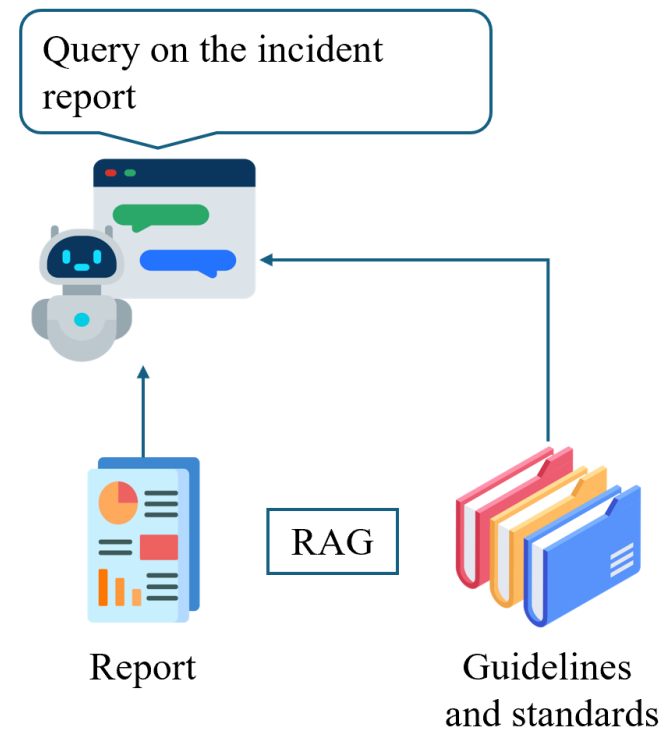 Query on the incident
report
RAG
Report
Guidelines
and standards